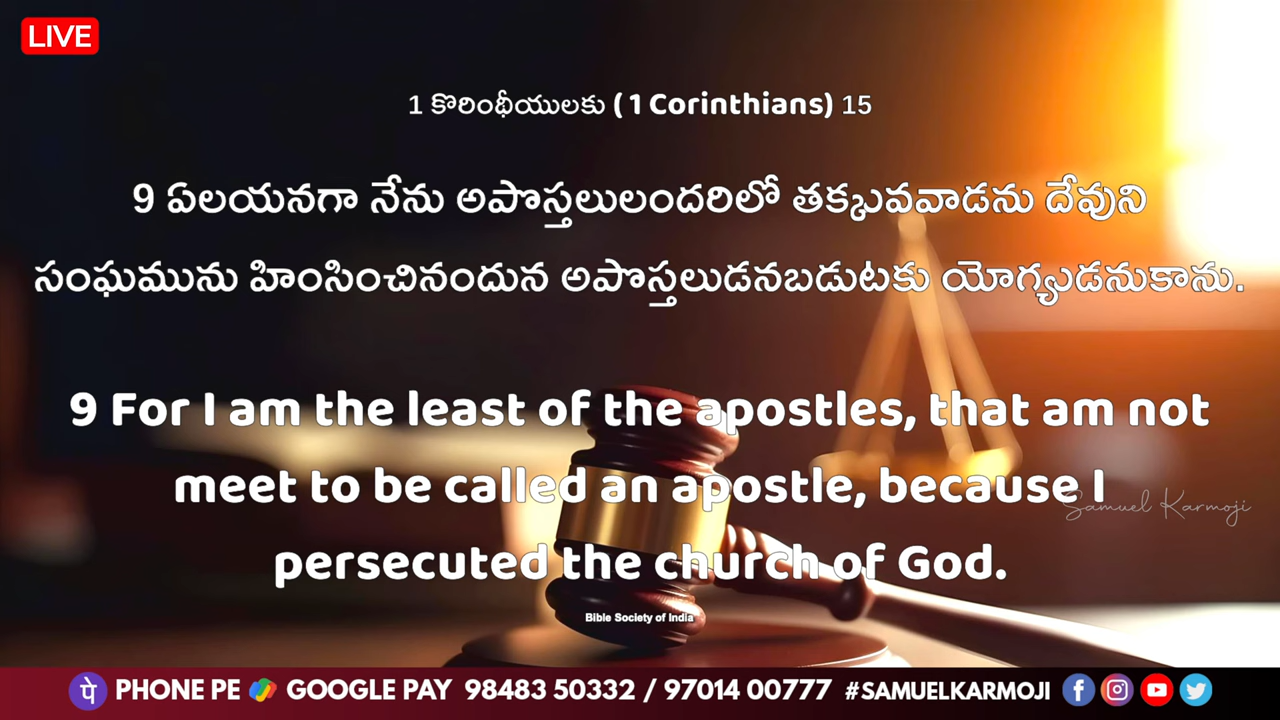 LIVE
1 కొరింథీయులకు ( 1 Corinthians) 15
9 ఏలయనగా నేను అపొస్తలులందరిలో తక్కువవాడను దేవుని
సంఘమును హింసించినందున అపొస్తలుడనబడుటకు యోగ్యుడనుకాను.
9 For I am the least of the apostles, that am not
meet to be called an apostle, because I
Samuel Karmoji
persecuted the church of God.
Bible Society of India
पे PHONE PE GOOGLE PAY 98483 50332 / 97014 00777 #SAMUELKARMOJI